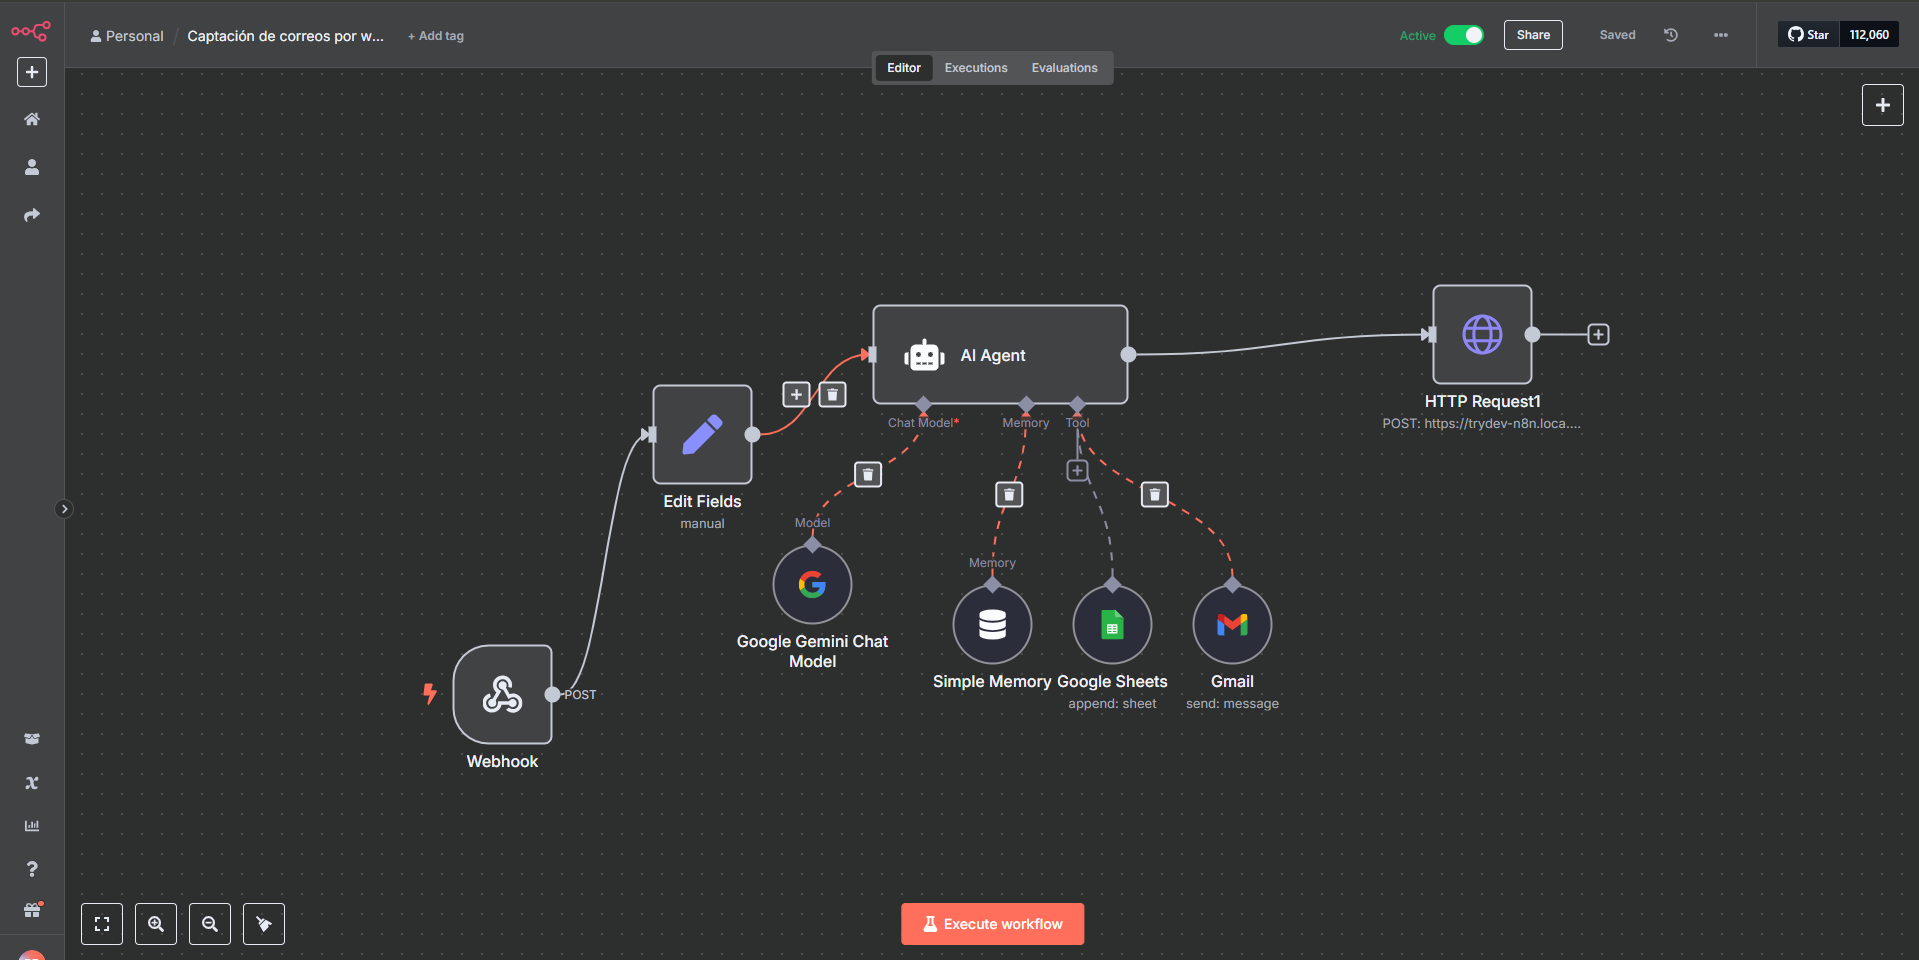 Personal / Captación de correos por w... + Add tag
Active Share Saved Star 112,060
Editor Executions Evaluations
AI Agent
Chat Model* Memory Tool
HTTP Request1
POST: https://trydev-n8n.loca....
Edit Fields
manual
Model
Google Gemini Chat
Model
Memory
Simple Memory
Google Sheets
append: sheet
Gmail
send: message
POST
Webhook
Execute workflow